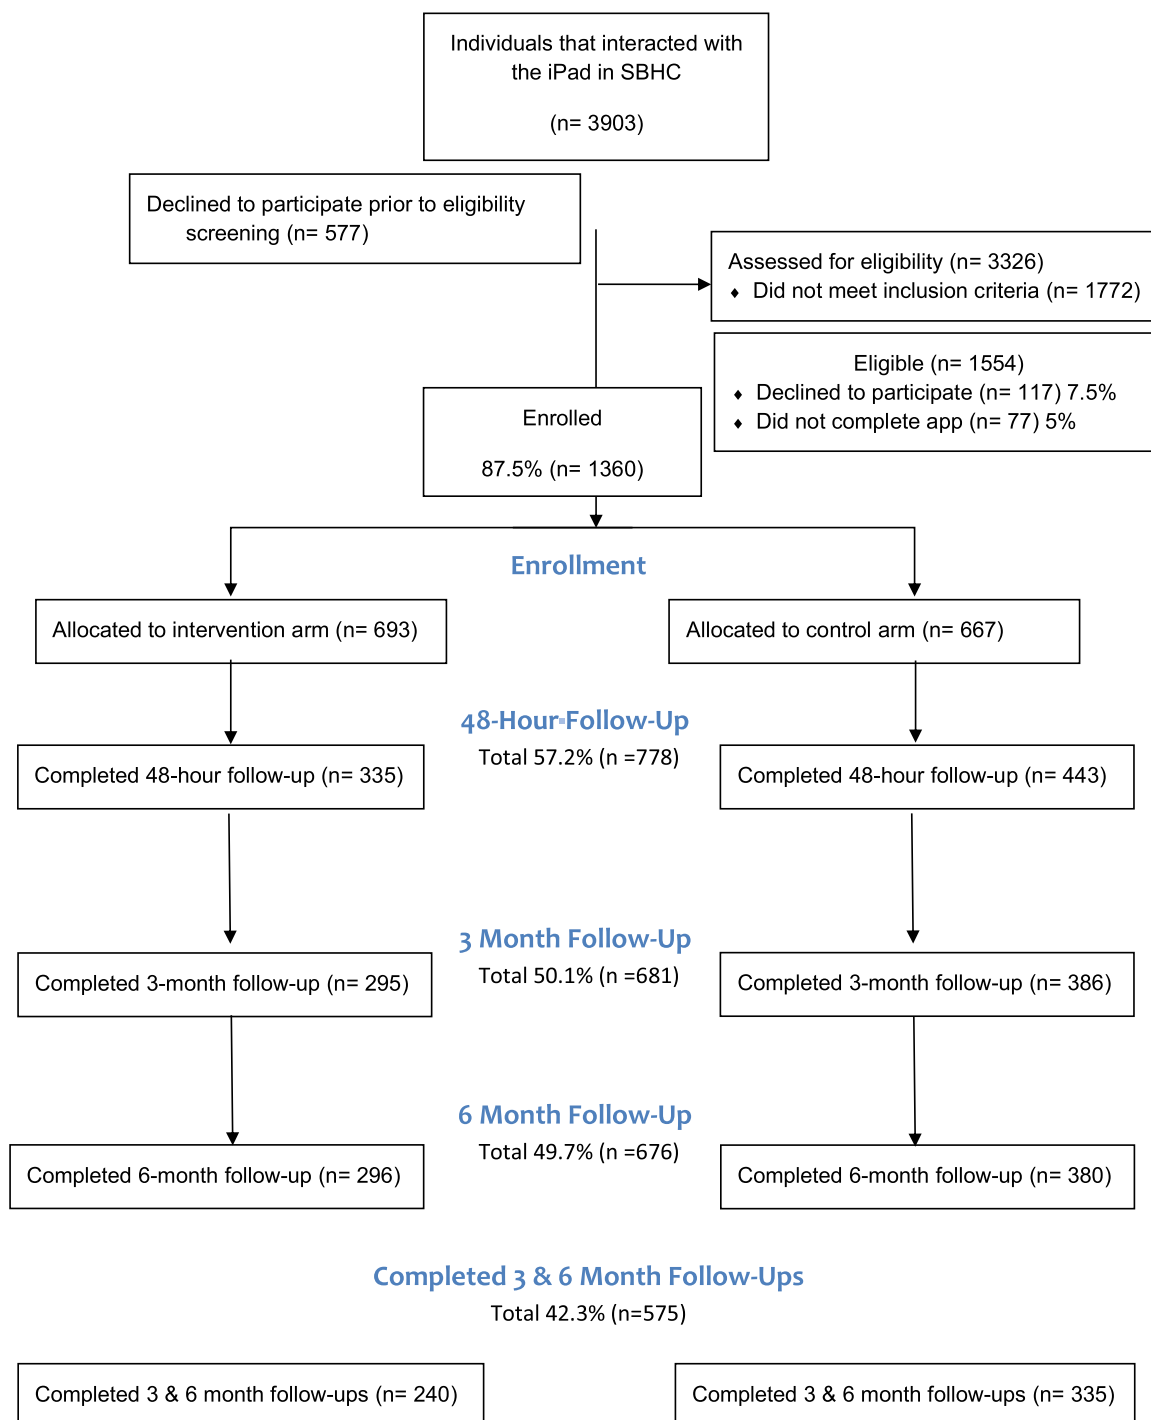 Individuals that interacted with
the iPad in SBHC
(n= 3903)
Declined to participate prior to eligibility
screening (n= 577)
Assessed for eligibility (n= 3326)
♦ Did not meet inclusion criteria (n= 1772)
Eligible (n= 1554)
♦ Declined to participate (n= 117) 7.5%
♦ Did not complete app (n= 77) 5%
Enrolled
87.5% (n= 1360)
Enrollment
Allocated to intervention arm (n= 693)
Allocated to control arm (n= 667)
48-Hour-Follow-Up
Total 57.2% (n =778)
Completed 48-hour follow-up (n= 335)
Completed 48-hour follow-up (n= 443)
3 Month Follow-Up
Total 50.1% (n =681)
Completed 3-month follow-up (n= 295)
Completed 3-month follow-up (n= 386)
6 Month Follow-Up
Total 49.7% (n =676)
Completed 6-month follow-up (n= 296)
Completed 6-month follow-up (n= 380)
Completed 3 & 6 Month Follow-Ups
Total 42.3% (n=575)
Completed 3 & 6 month follow-ups (n= 240)
Completed 3 & 6 month follow-ups (n= 335)